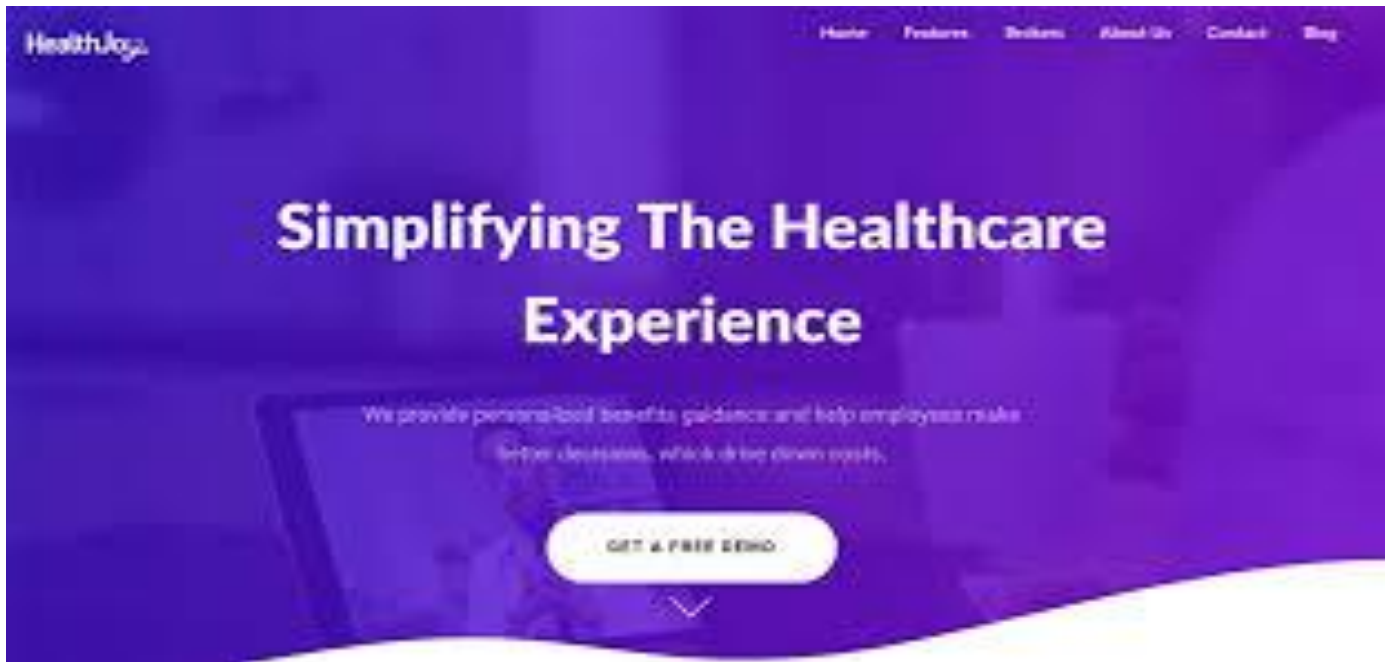 HealthJoy
Home Features Brokers About Us Contact Blog
Simplifying The Healthcare
Experience
We provide personalized benefits guidance and help employees make
better decisions, which drive down costs.
GET A FREE DEMO